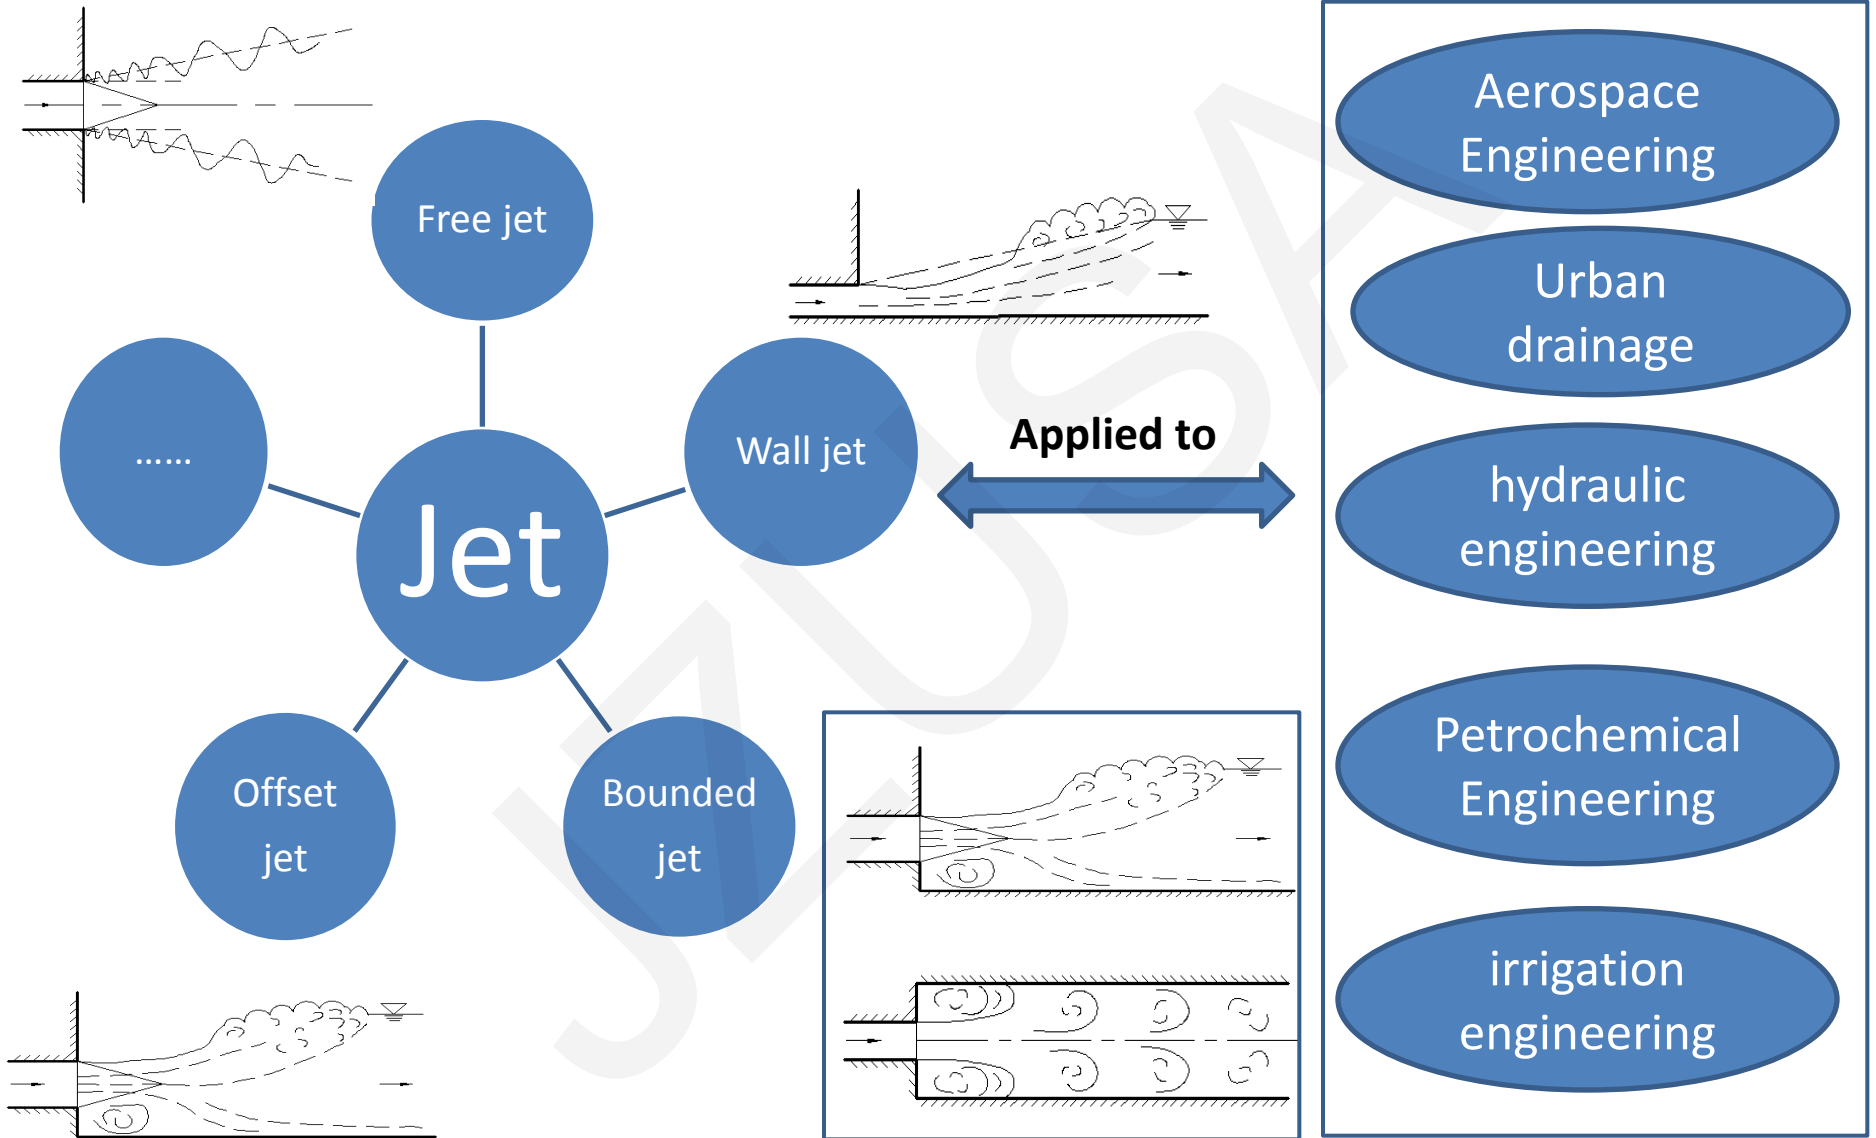 Free jet
Wall jet
......
Jet
Offset
jet
Bounded
jet
Applied to
Aerospace
Engineering
Urban
drainage
hydraulic
engineering
Petrochemical
Engineering
irrigation
engineering
JZUSA